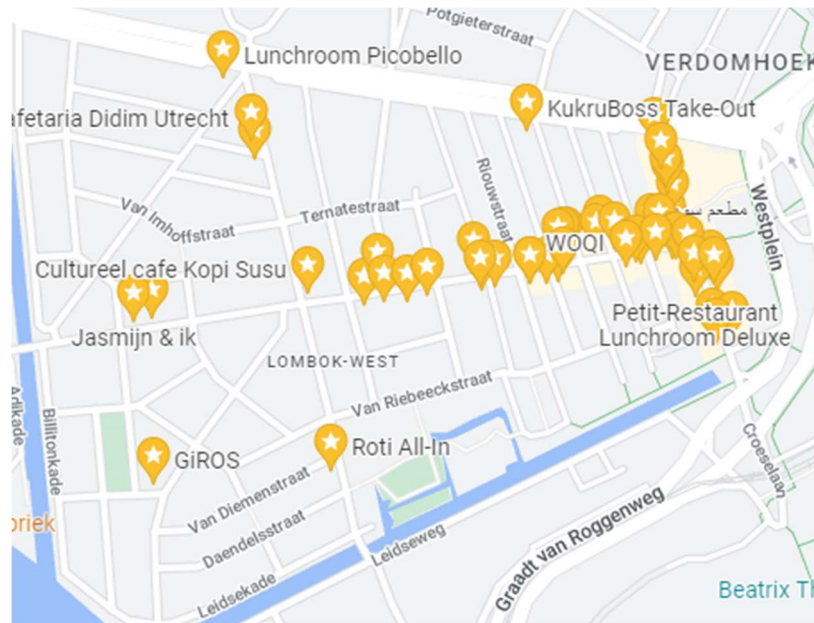 Potgieterstraat
Lunchroom Picobello
VERDOMHOEK
afetaria Didim Utrecht
KukruBoss Take-Out
Riouwstraat
Van Imhoffstraat
Ternatestraat
Westplein
WOQI
Cultureel cafe Kopi Susu
Petit-Restaurant
Lunchroom Deluxe
Jasmijn & ik
LOMBOK-WEST
Van Riebeeckstraat
Adikade
Billitonkade
GiROS
Roti All-In
Croeselaan
Van Diemenstraat
Daendelsstraat
briek
Leidseweg
Graadt van Roggenweg
Leidsekade
Beatrix Th